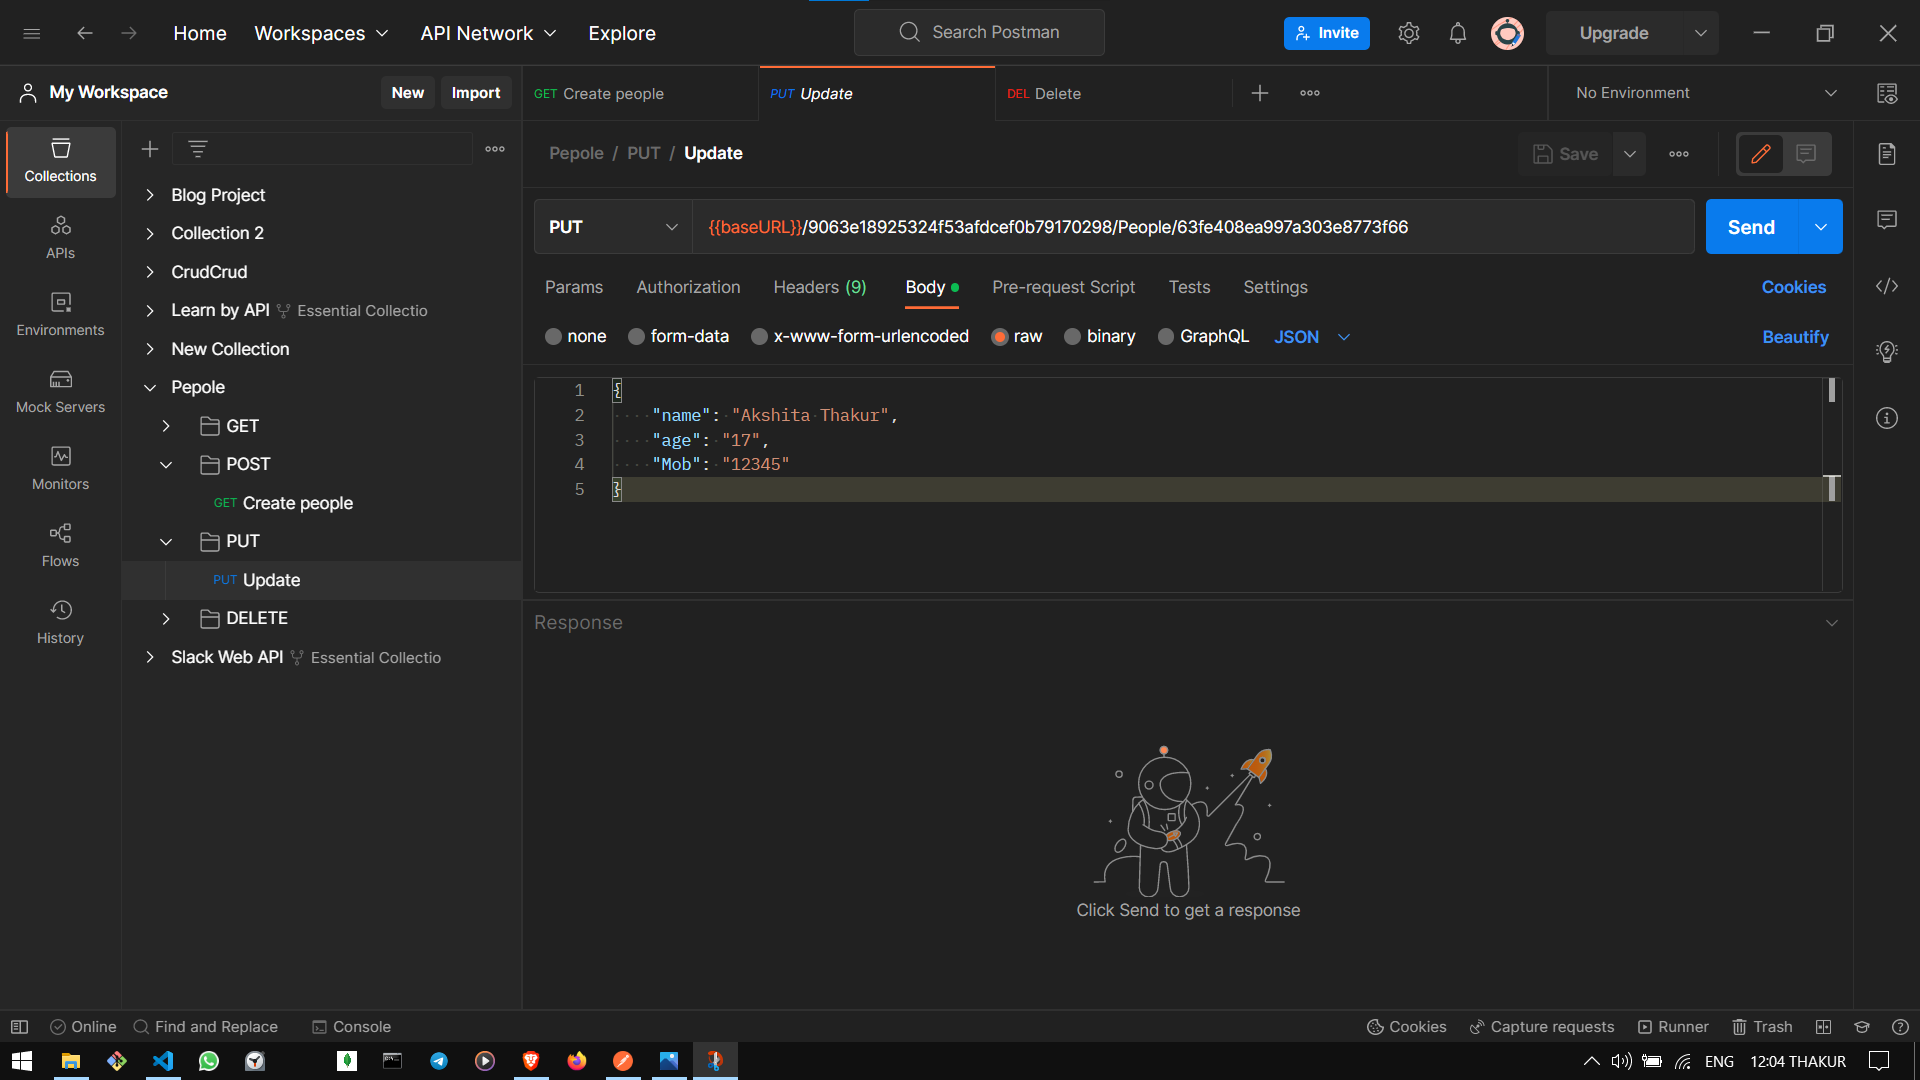 Home Workspaces API Network Explore Search Postman Invite Upgrade
My Workspace New Import GET Create people PUT Update DEL Delete No Environment
Pepole / PUT / Update Save
Collections
APIs
Environments
Mock Servers
Monitors
Flows
History
Blog Project
Collection 2
CrudCrud
Learn by API Essential Collectio
New Collection
Pepole
GET
POST
GET Create people
PUT
PUT Update
DELETE
Slack Web API Essential Collectio
PUT {{baseURL}}/9063e18925324f53afdcef0b79170298/People/63fe408ea997a303e8773f66 Send
Params Authorization Headers (9) Body Pre-request Script Tests Settings Cookies
none form-data x-www-form-urlencoded raw binary GraphQL JSON Beautify
1 {
2 "name": "Akshita Thakur",
3 "age": "17",
4 "Mob": "12345"
5 }
Response
Click Send to get a response
Online Find and Replace Console Cookies Capture requests Runner Trash
ENG 12:04 THAKUR